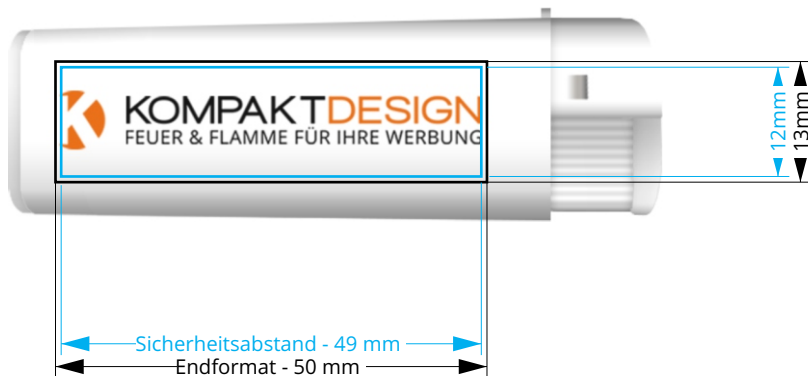 KOMPAKTDESIGN
FEUER & FLAMME FÜR IHRE WERBUNG
12mm
13mm
Sicherheitsabstand - 49 mm
Endformat - 50 mm